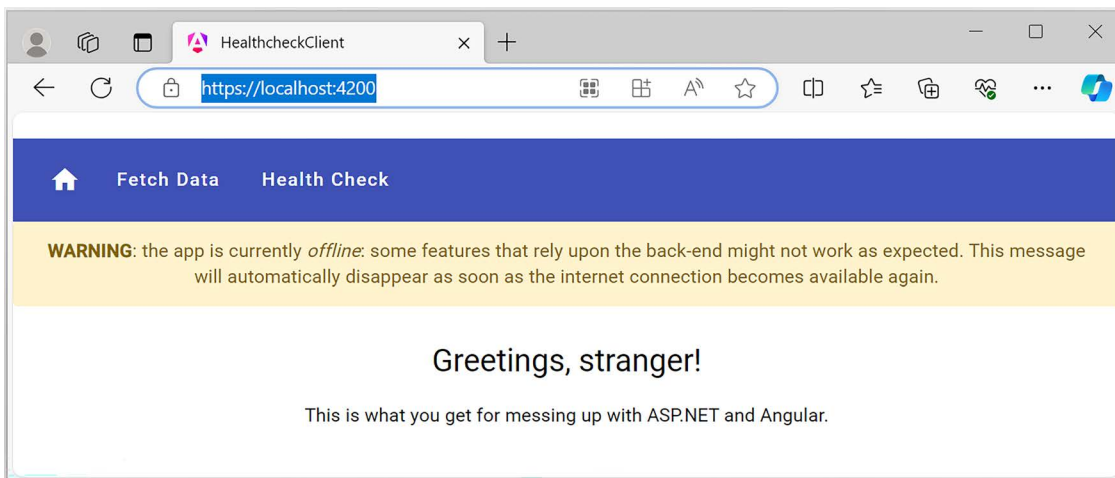 HealthcheckClient
https://localhost:4200
Fetch Data Health Check
WARNING: the app is currently offline: some features that rely upon the back-end might not work as expected. This message
will automatically disappear as soon as the internet connection becomes available again.
Greetings, stranger!
This is what you get for messing up with ASP.NET and Angular.